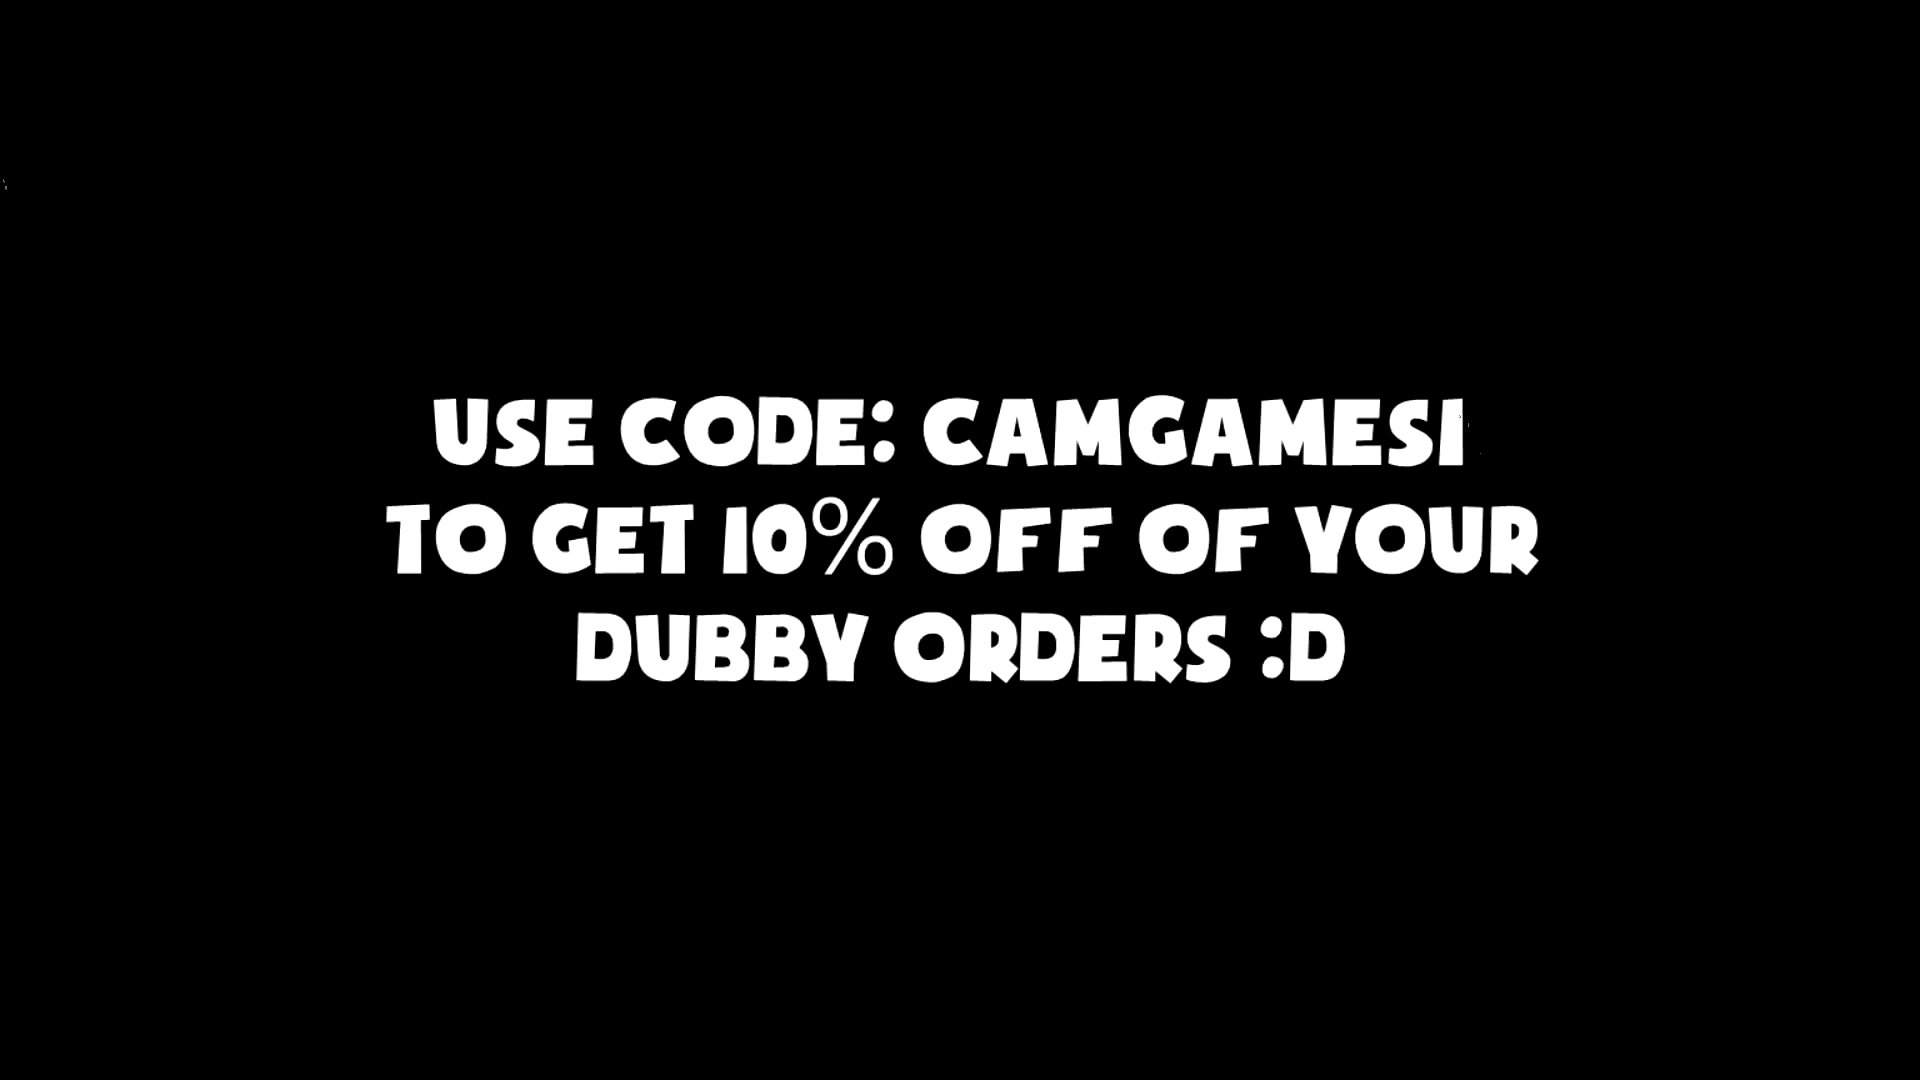 USE CODE: CAMGAMES1
TO GET 10% OFF OF YOUR
DUBBY ORDERS :D